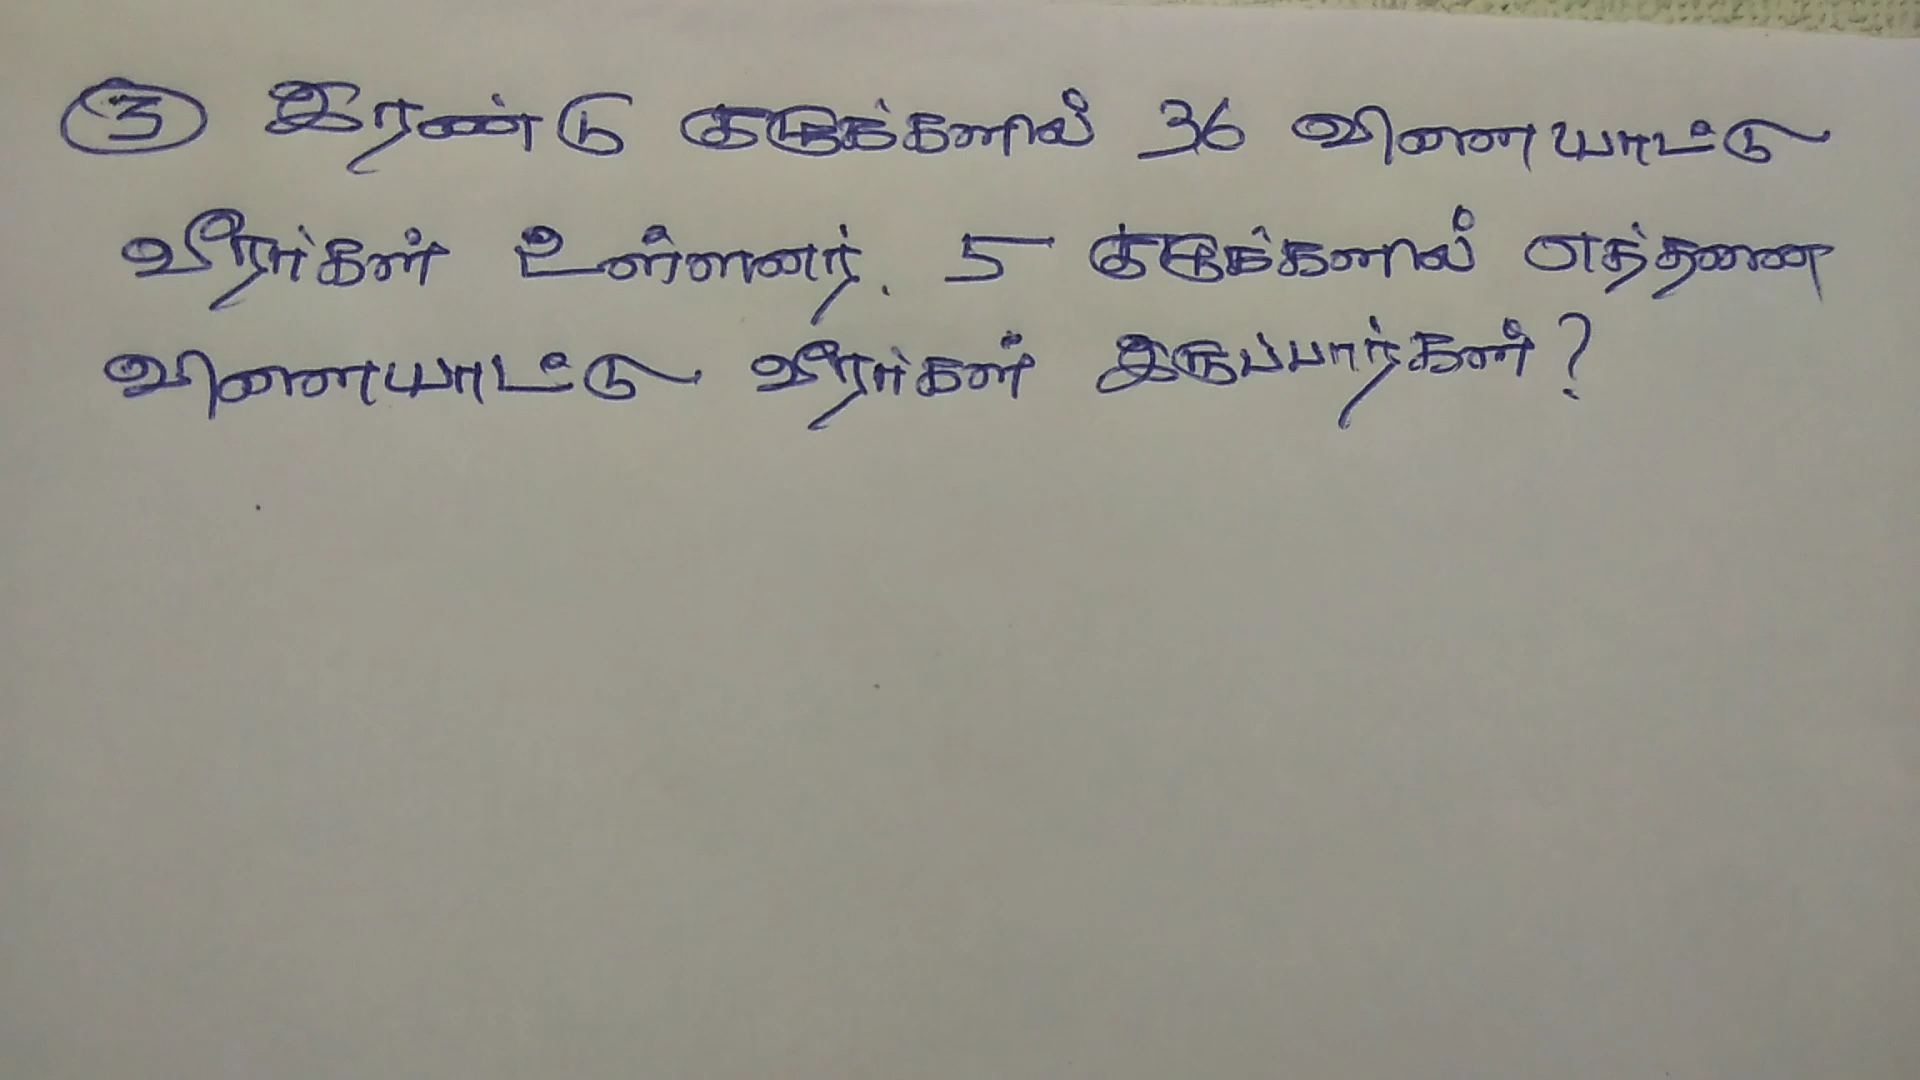 ③ இரண்டு குழுக்களில் 36 விளையாட்டு
வீரர்கள் உள்ளனர். 5 குழுக்களில் எத்தனை
விளையாட்டு வீரர்கள் இருப்பார்கள்?